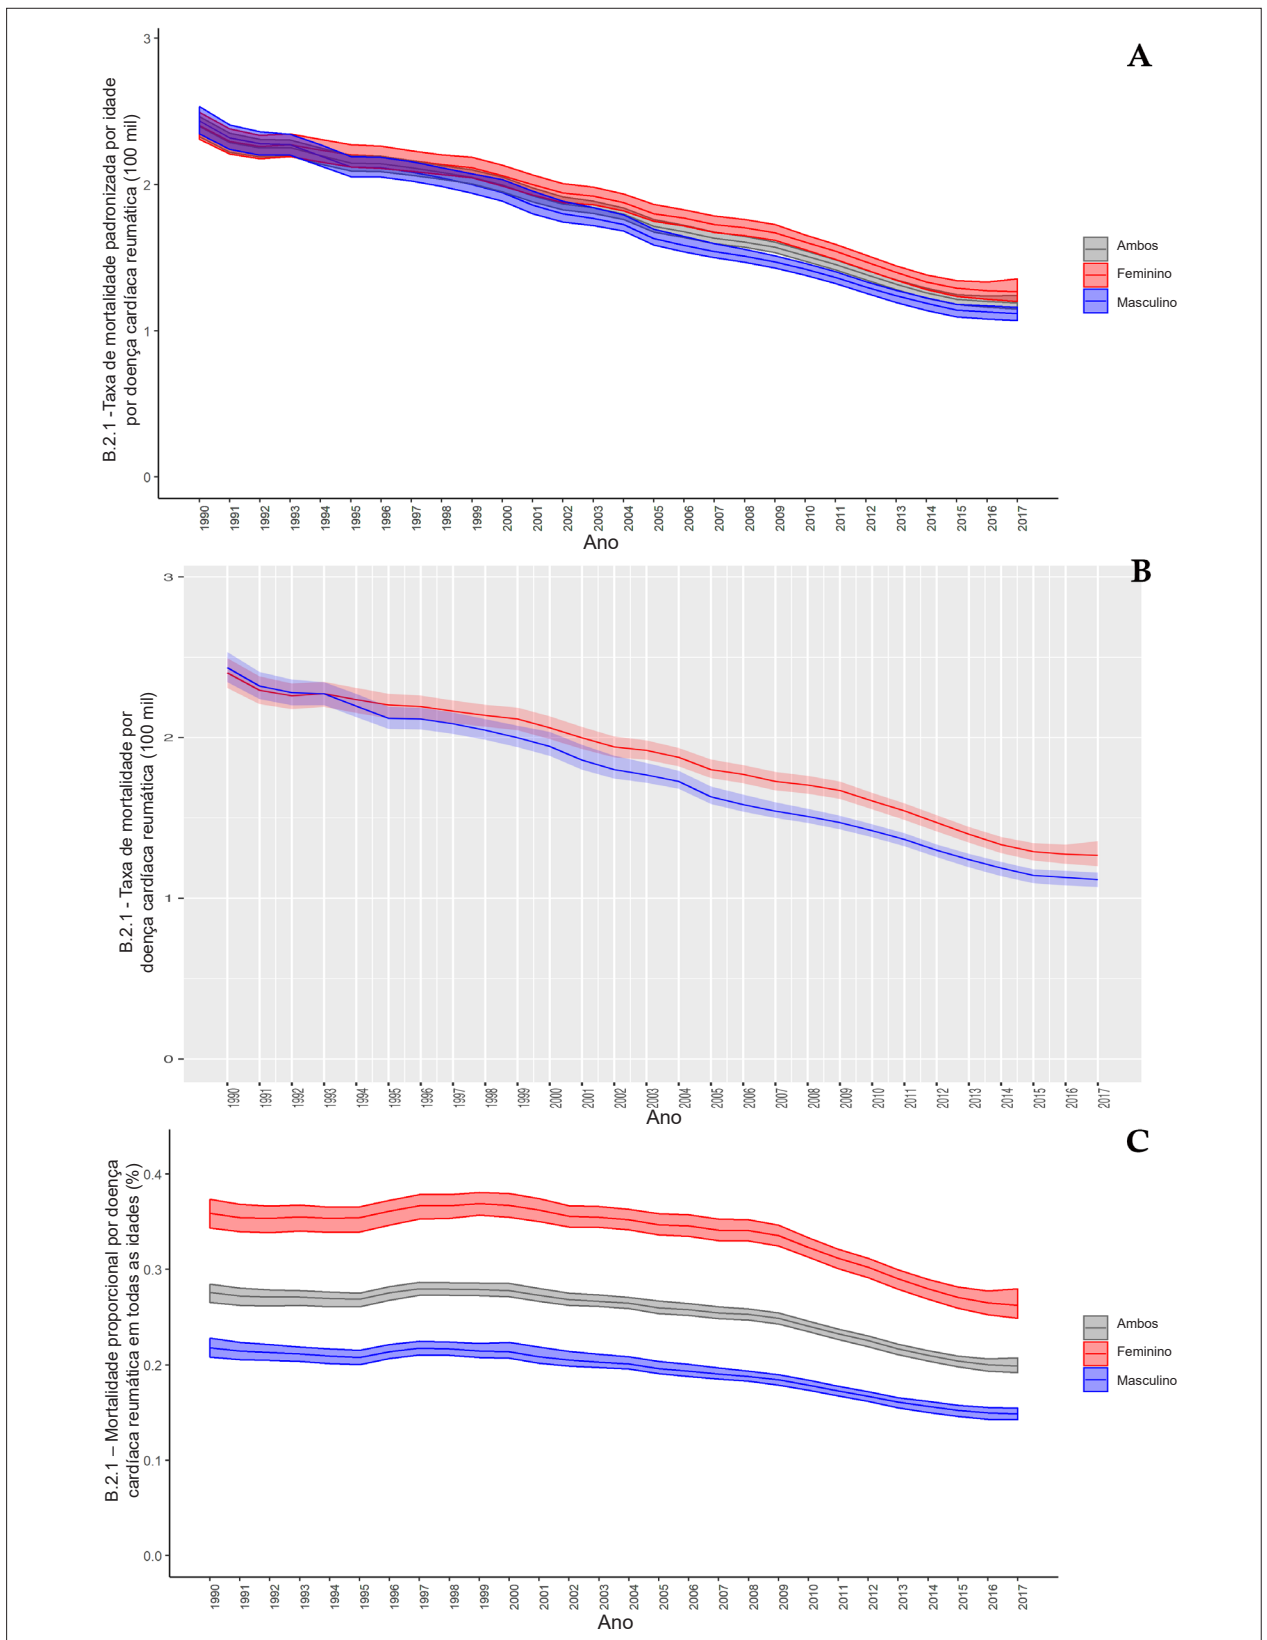 A
B.2.1 -Taxa de mortalidade padronizada por idade
por doença cardíaca reumática (100 mil)
3
2
1
0
1990 1991 1992 1993 1994 1995 1996 1997 1998 1999 2000 2001 2002 2003 2004 2005 2006 2007 2008 2009 2010 2011 2012 2013 2014 2015 2016 2017
Ano
Ambos
Feminino
Masculino
B
B.2.1 - Taxa de mortalidade por
doença cardíaca reumática (100 mil)
3
2
1
0
1990 1991 1992 1993 1994 1995 1996 1997 1998 1999 2000 2001 2002 2003 2004 2005 2006 2007 2008 2009 2010 2011 2012 2013 2014 2015 2016 2017
Ano
C
B.2.1 – Mortalidade proporcional por doença
cardíaca reumática em todas as idades (%)
0.4
0.3
0.2
0.1
0.0
1990 1991 1992 1993 1994 1995 1996 1997 1998 1999 2000 2001 2002 2003 2004 2005 2006 2007 2008 2009 2010 2011 2012 2013 2014 2015 2016 2017
Ano
Ambos
Feminino
Masculino